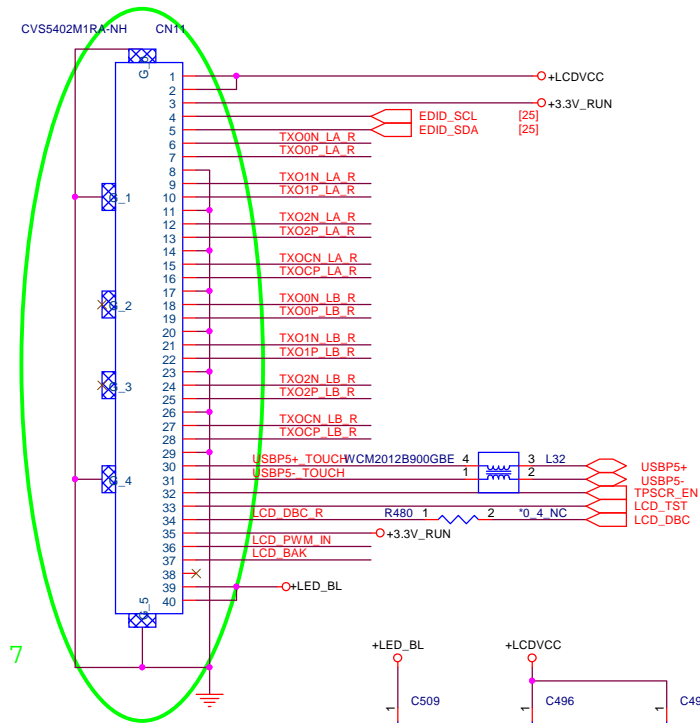 CVS5402M1RA-NH CN11
G_0
1 +LCDVCC
2
3 +3.3V_RUN
4 EDID_SCL [25]
5 EDID_SDA [25]
6 TXO0N_LA_R
7 TXO0P_LA_R
8
G_1
9 TXO1N_LA_R
10 TXO1P_LA_R
11
12 TXO2N_LA_R
13 TXO2P_LA_R
14
15 TXOCN_LA_R
16 TXOCP_LA_R
17
G_2
18 TXO0N_LB_R
19 TXO0P_LB_R
20
21 TXO1N_LB_R
22 TXO1P_LB_R
23
G_3
24 TXO2N_LB_R
25 TXO2P_LB_R
26
27 TXOCN_LB_R
28 TXOCP_LB_R
29
30 USBP5+_TOUCH WCM2012B900GBE 4 3 L32 USBP5+
G_4
31 USBP5-_TOUCH 1 2 USBP5-
32 TPSCR_EN
33 LCD_TST
34 LCD_DBC_R R480 1 2 *0_4_NC LCD_DBC
35 +3.3V_RUN
36 LCD_PWM_IN
37 LCD_BAK
38
39 +LED_BL
40
G_5
7
+LED_BL +LCDVCC
1 C509 1 C496 1 C49